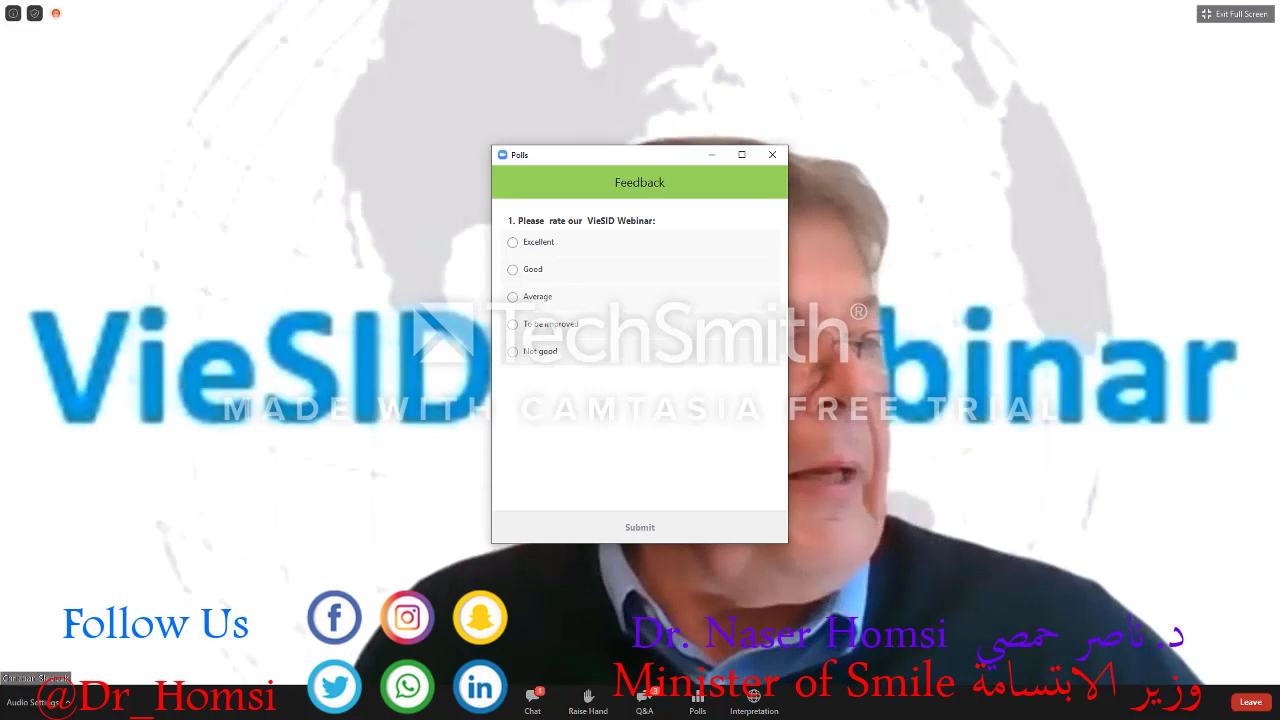 Exit Full Screen
Polls
Feedback
1. Please rate our VieSID Webinar:
Excellent
Good
Average
To be improved
Not good
TechSmith®
MADE WITH CAMTASIA FREE TRIAL
VieSID binar
Submit
Follow Us
@Dr_Homsi
Dr. Naser Homsi د. ناصر حمصي
Minister of Smile وزير الابتسامة
Audio Settings
Chat 1
Raise Hand
Q&A 3
Polls
Interpretation
Leave